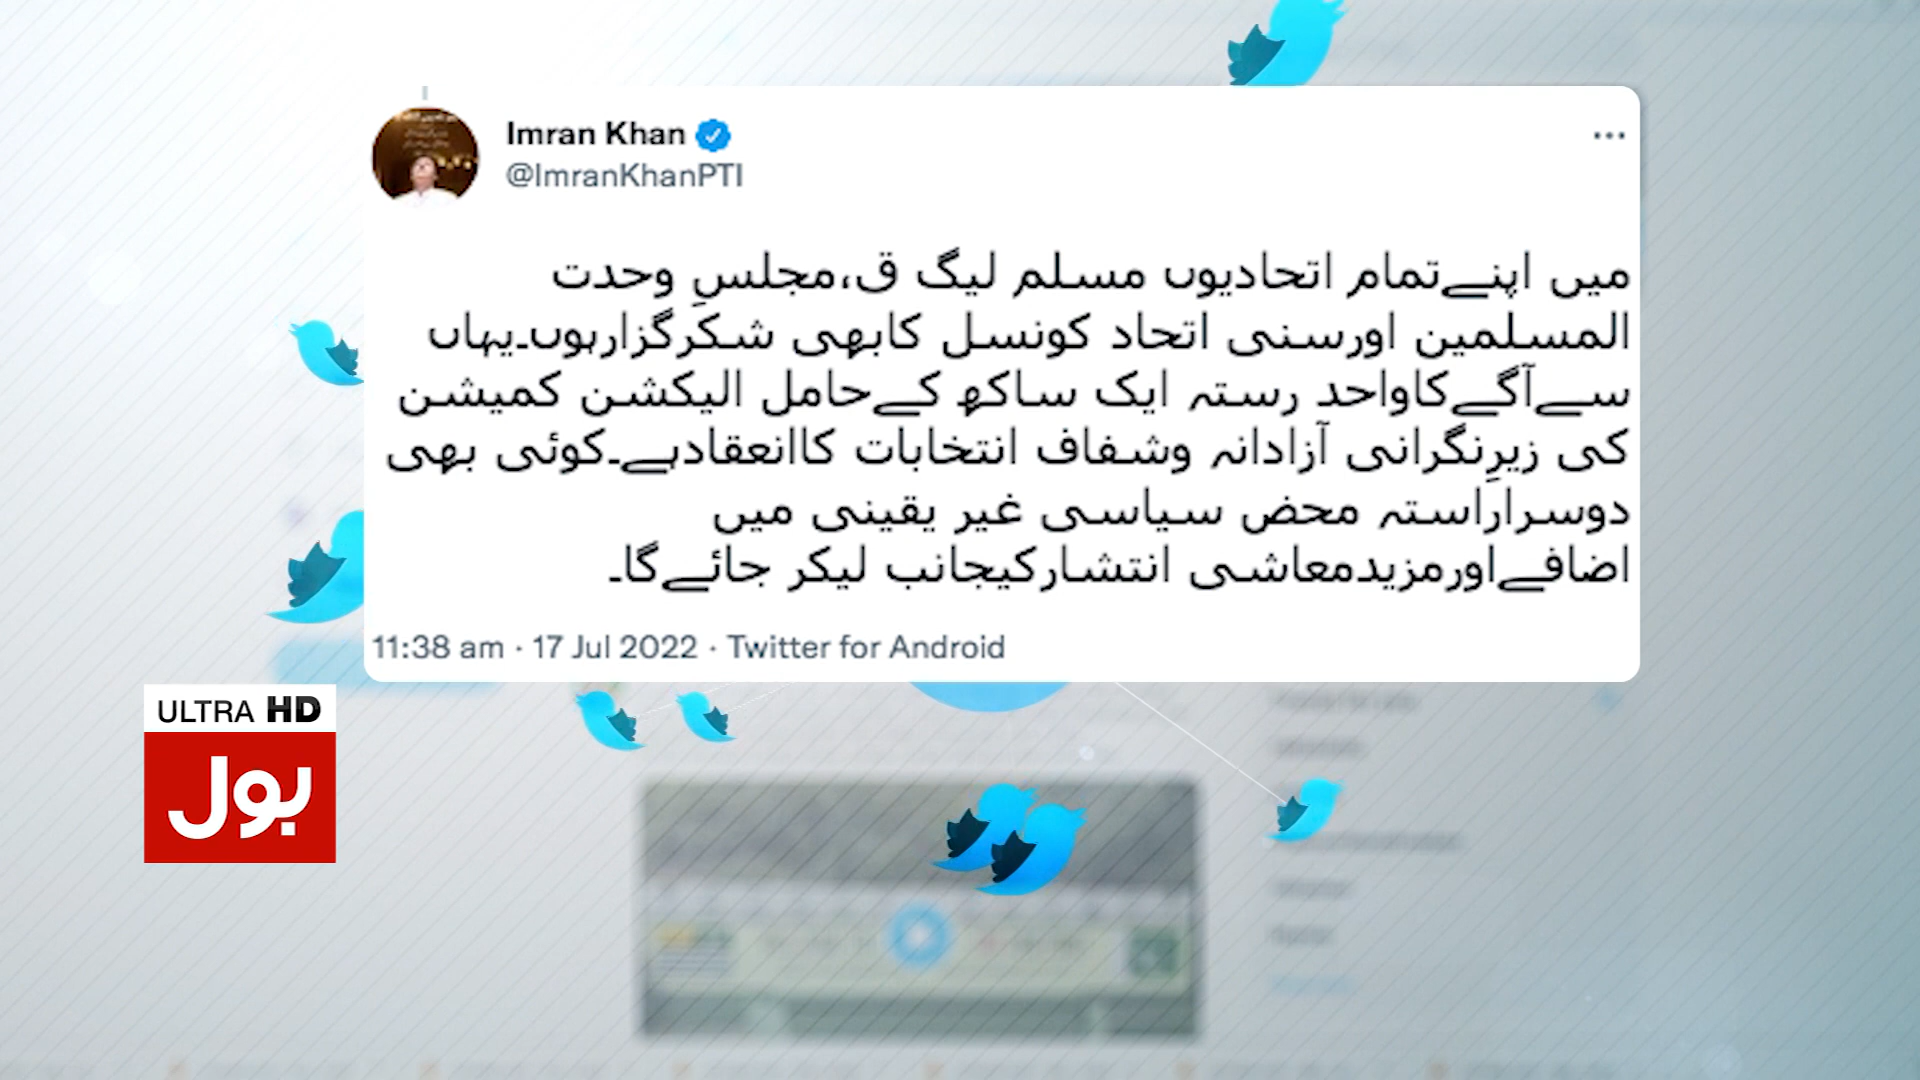 Imran Khan
@ImranKhanPTI
میں اپنےتمام اتحادیوں مسلم لیگ ق،مجلسِ وحدت
المسلمین اورسنی اتحاد کونسل کابھی شکرگزارہوں۔یہاں
سےآگےکاواحد رستہ ایک ساکھ کےحامل الیکشن کمیشن
کی زیرِنگرانی آزادانہ وشفاف انتخابات کاانعقادہے۔کوئی بھی
دوسراراستہ محض سیاسی غیر یقینی میں
اضافےاورمزیدمعاشی انتشارکیجانب لیکر جائےگا۔
11:38 am · 17 Jul 2022 · Twitter for Android
ULTRA HD
بول